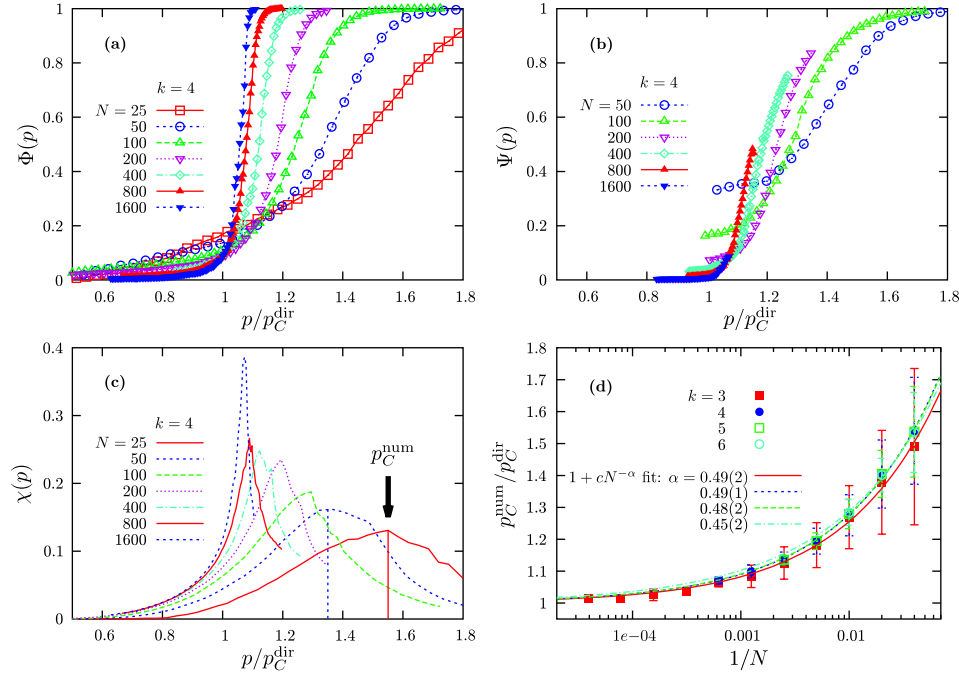 (a)
k = 4
N = 25
50
100
200
400
800
1600
Φ(p)
1
0.8
0.6
0.4
0.2
0
0.6 0.8 1 1.2 1.4 1.6 1.8
p/p_C^dir
(b)
k = 4
N = 50
100
200
400
800
1600
Ψ(p)
1
0.8
0.6
0.4
0.2
0
0.6 0.8 1 1.2 1.4 1.6 1.8
p/p_C^dir
(c)
k = 4
N = 25
50
100
200
400
800
1600
p_C^num
χ(p)
0.4
0.3
0.2
0.1
0
0.6 0.8 1 1.2 1.4 1.6 1.8
p/p_C^dir
(d)
k = 3
4
5
6
1 + cN^−α fit: α = 0.49(2)
0.49(1)
0.48(2)
0.45(2)
p_C^num/p_C^dir
1.8
1.7
1.6
1.5
1.4
1.3
1.2
1.1
1.0
1e−04 0.001 0.01
1/N